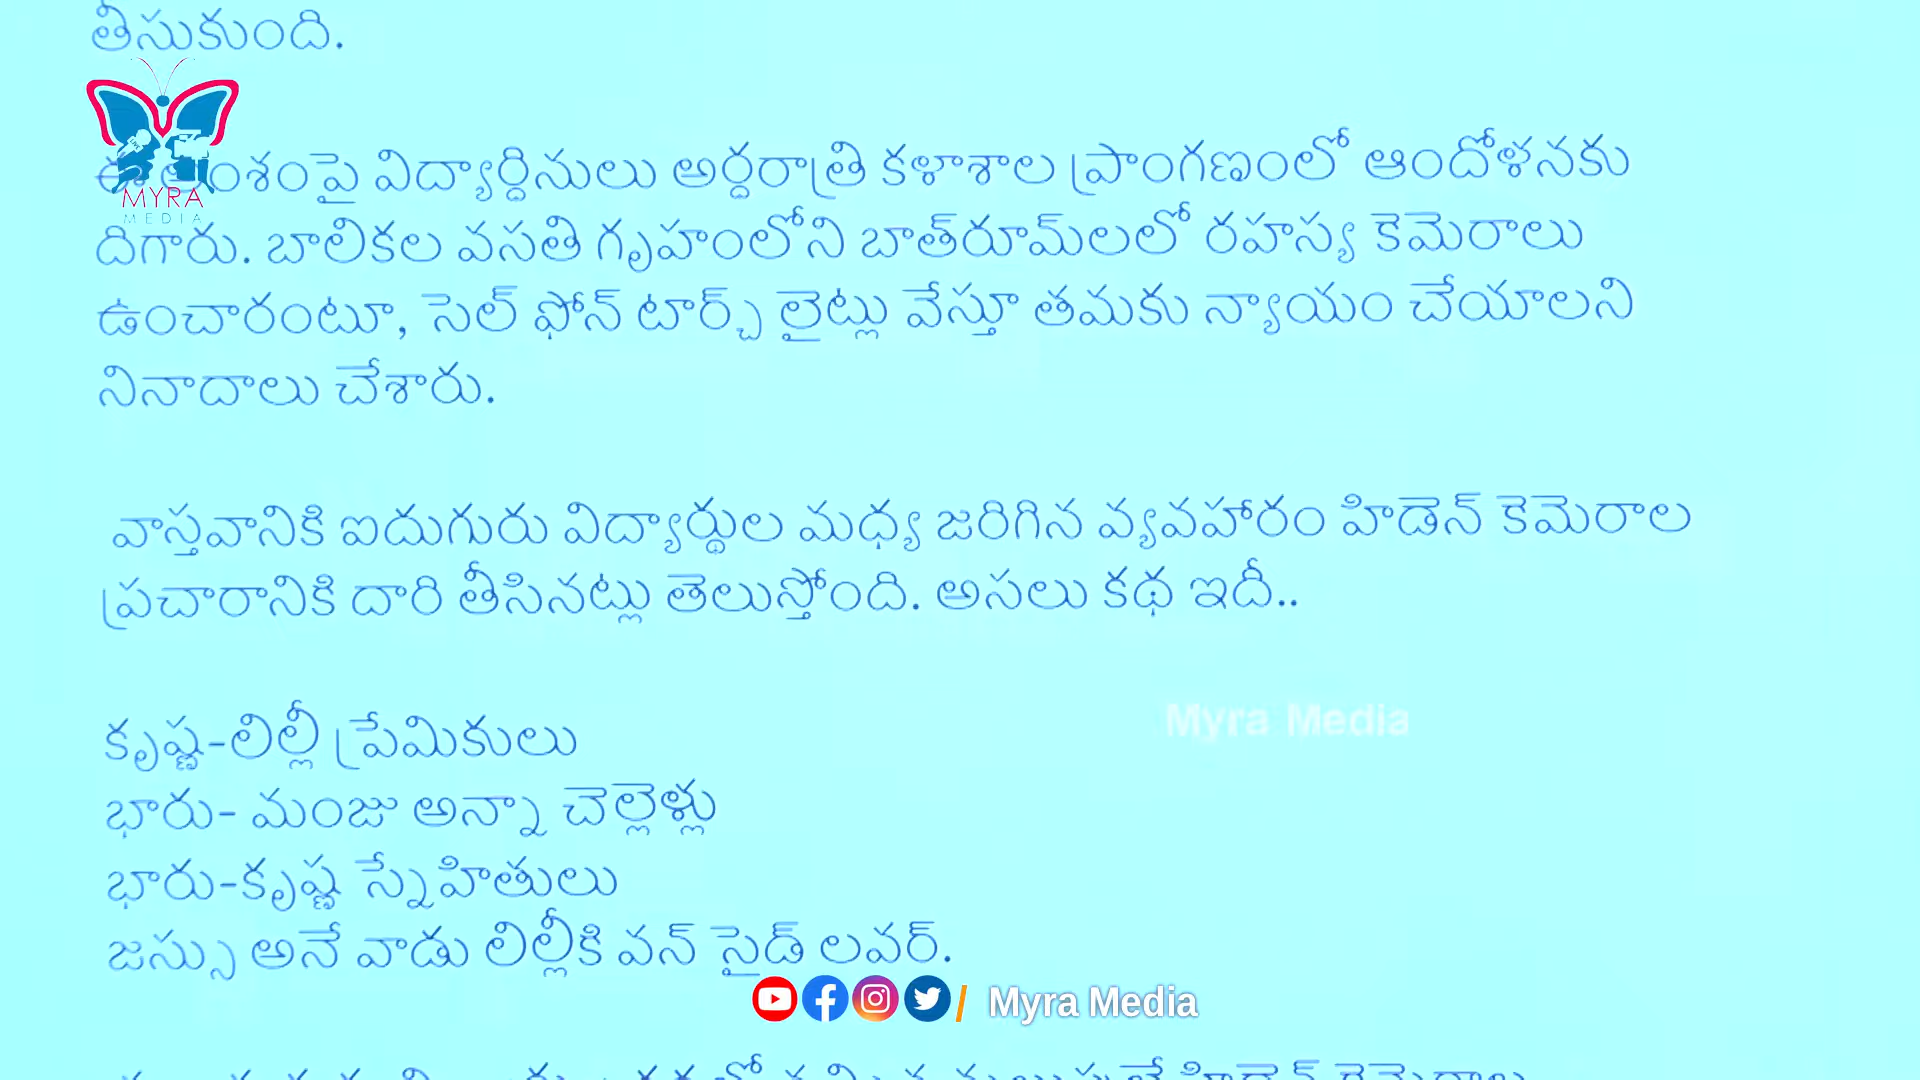 తీసుకుంది.
MYRA
MEDIA
ఈ అంశంపై విద్యార్దినులు అర్దరాత్రి కళాశాల ప్రాంగణంలో ఆందోళనకు
దిగారు. బాలికల వసతి గృహంలోని బాత్‌రూమ్‌లలో రహస్య కెమెరాలు
ఉంచారంటూ, సెల్ ఫోన్ టార్చ్ లైట్లు వేస్తూ తమకు న్యాయం చేయాలని
నినాదాలు చేశారు.
వాస్తవానికి ఐదుగురు విద్యార్థుల మధ్య జరిగిన వ్యవహారం హిడెన్ కెమెరాల
ప్రచారానికి దారి తీసినట్లు తెలుస్తోంది. అసలు కథ ఇదీ..
Myra Media
కృష్ణ-లిల్లీ ప్రేమికులు
భారు- మంజు అన్నా చెల్లెళ్లు
భారు-కృష్ణ స్నేహితులు
జస్సు అనే వాడు లిల్లీకి వన్ సైడ్ లవర్.
/ Myra Media